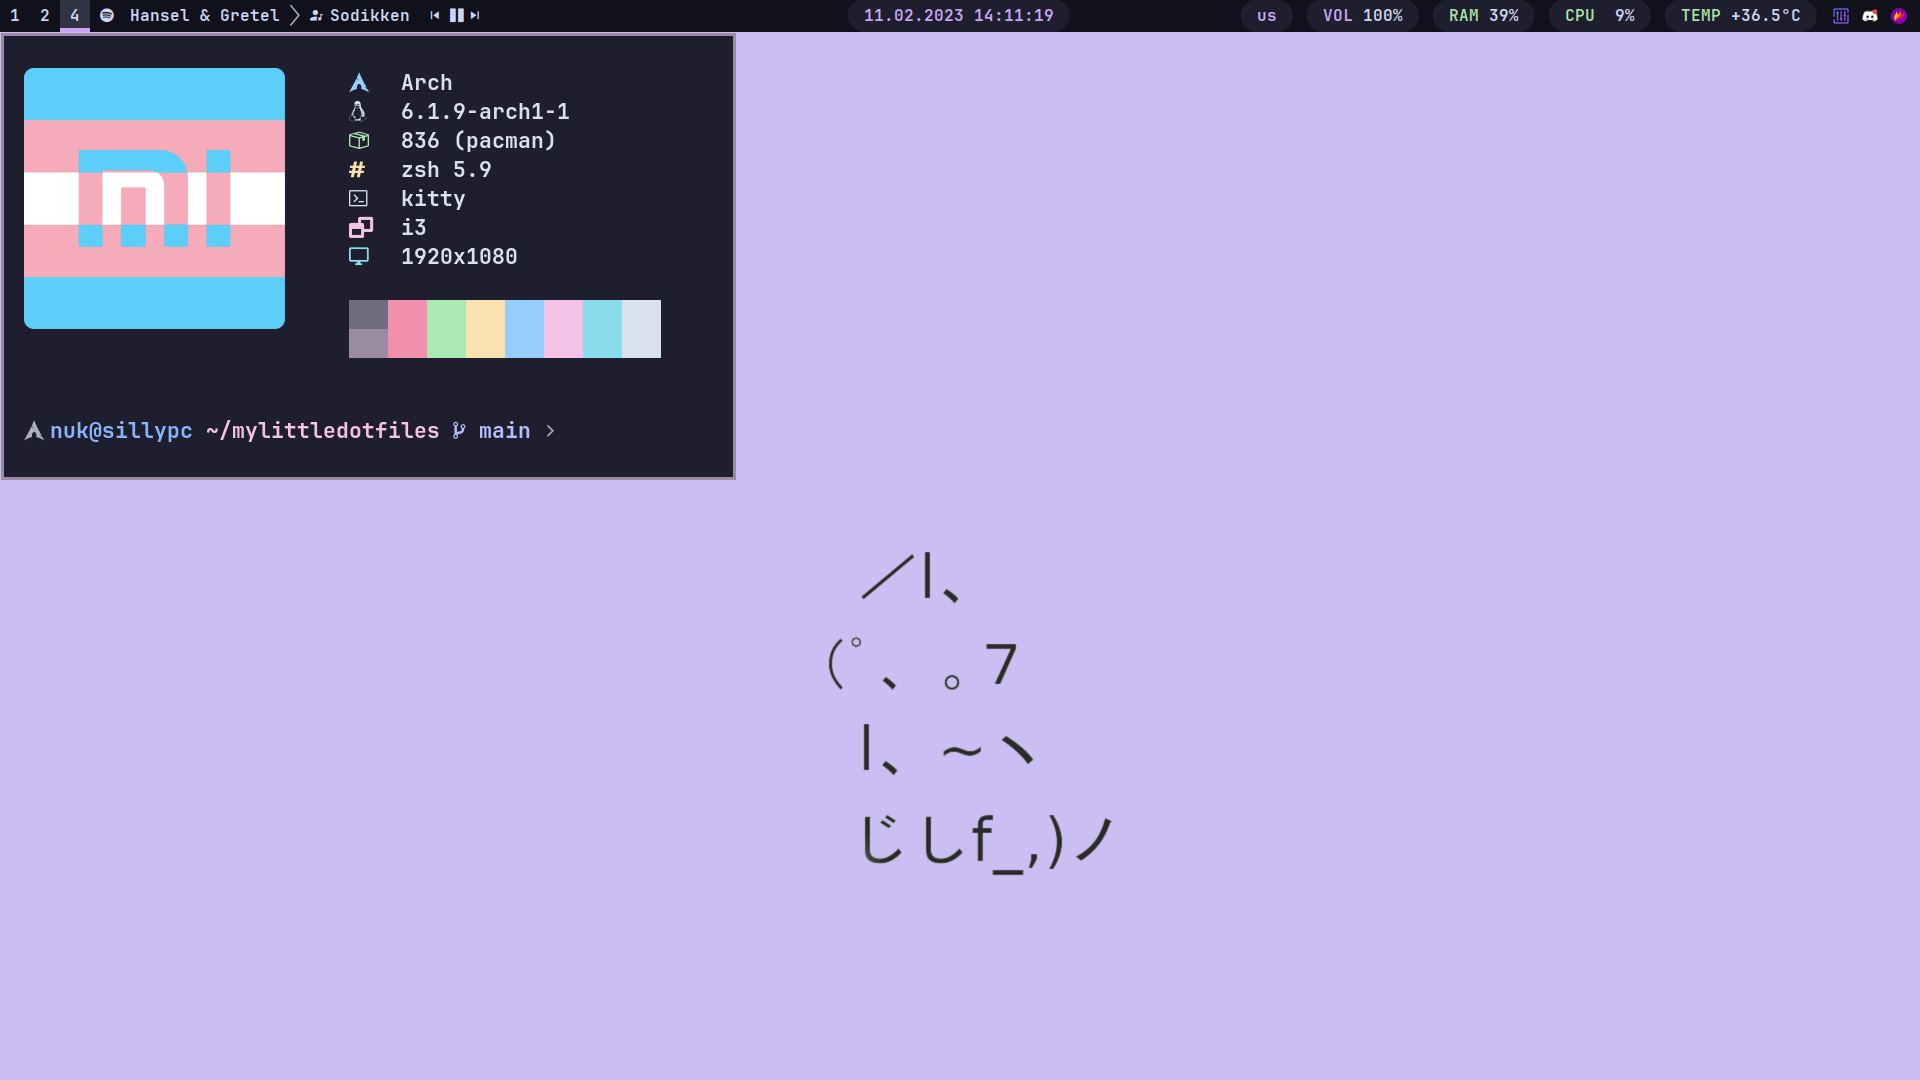 1 2 4 Hansel & Gretel Sodikken 11.02.2023 14:11:19 us VOL 100% RAM 39% CPU 9% TEMP +36.5°C
mi
Arch
6.1.9-arch1-1
836 (pacman)
# zsh 5.9
kitty
i3
1920x1080
nuk@sillypc ~/mylittledotfiles main >
／l、
（ﾟ､ ｡７
l、~ヽ
じしf_,)ノ